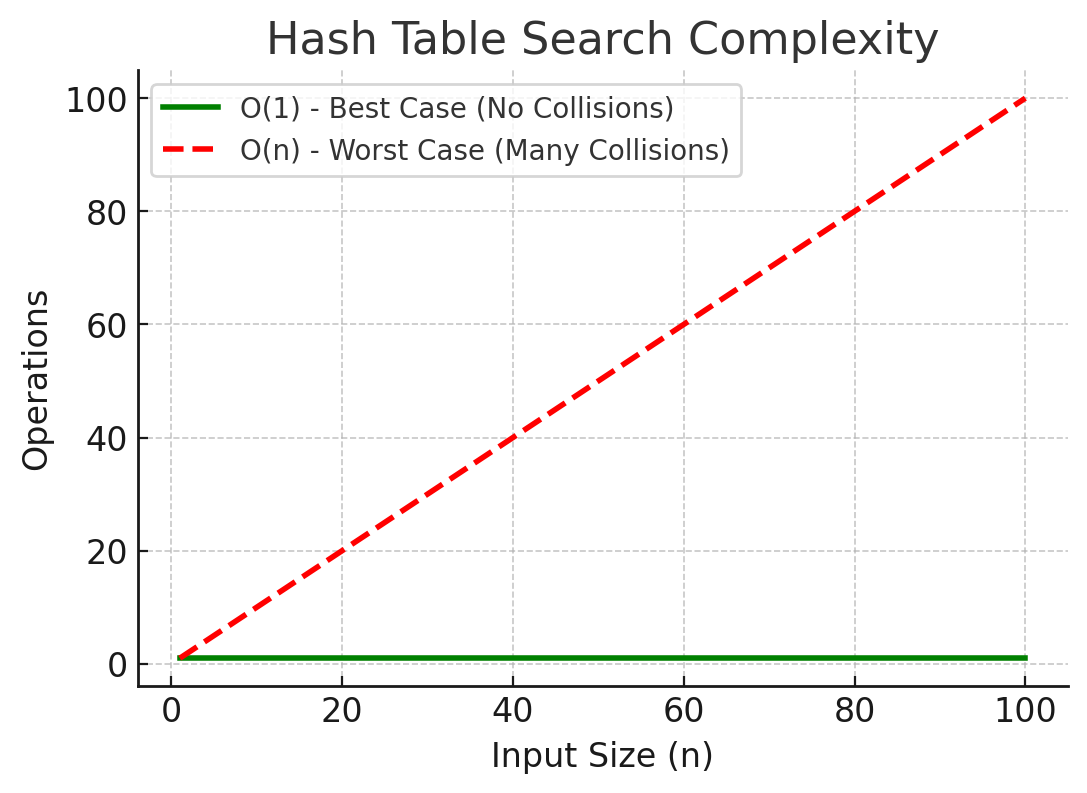 Hash Table Search Complexity
O(1) - Best Case (No Collisions)
O(n) - Worst Case (Many Collisions)
100
80
60
40
20
0
Operations
0 20 40 60 80 100
Input Size (n)